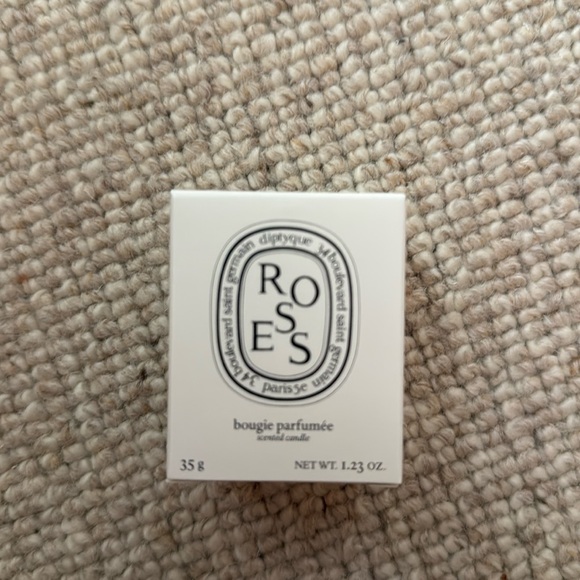 diptyque 34 boulevard saint germain paris 5e 34 boulevard saint germain
ROSES
bougie parfumée
scented candle
35 g
NET WT. 1.23 OZ.